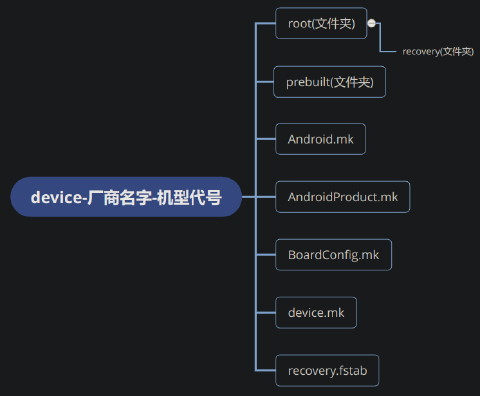 root(文件夹)
recovery(文件夹)
prebuilt(文件夹)
Android.mk
device-厂商名字-机型代号
AndroidProduct.mk
BoardConfig.mk
device.mk
recovery.fstab